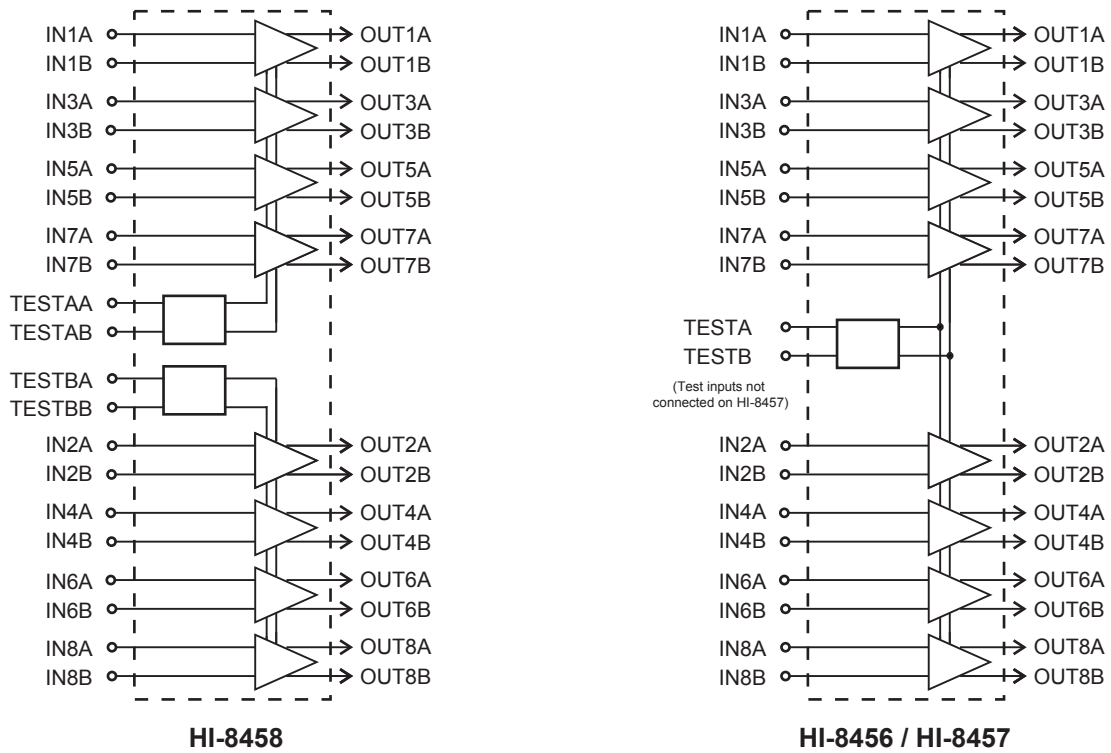 IN1A
OUT1A
IN1B
OUT1B
IN3A
OUT3A
IN3B
OUT3B
IN5A
OUT5A
IN5B
OUT5B
IN7A
OUT7A
IN7B
OUT7B
TESTAA
TESTAB
TESTBA
TESTBB
IN2A
OUT2A
IN2B
OUT2B
IN4A
OUT4A
IN4B
OUT4B
IN6A
OUT6A
IN6B
OUT6B
IN8A
OUT8A
IN8B
OUT8B
HI-8458
IN1A
OUT1A
IN1B
OUT1B
IN3A
OUT3A
IN3B
OUT3B
IN5A
OUT5A
IN5B
OUT5B
IN7A
OUT7A
IN7B
OUT7B
TESTA
TESTB
(Test inputs not
connected on HI-8457)
IN2A
OUT2A
IN2B
OUT2B
IN4A
OUT4A
IN4B
OUT4B
IN6A
OUT6A
IN6B
OUT6B
IN8A
OUT8A
IN8B
OUT8B
HI-8456 / HI-8457